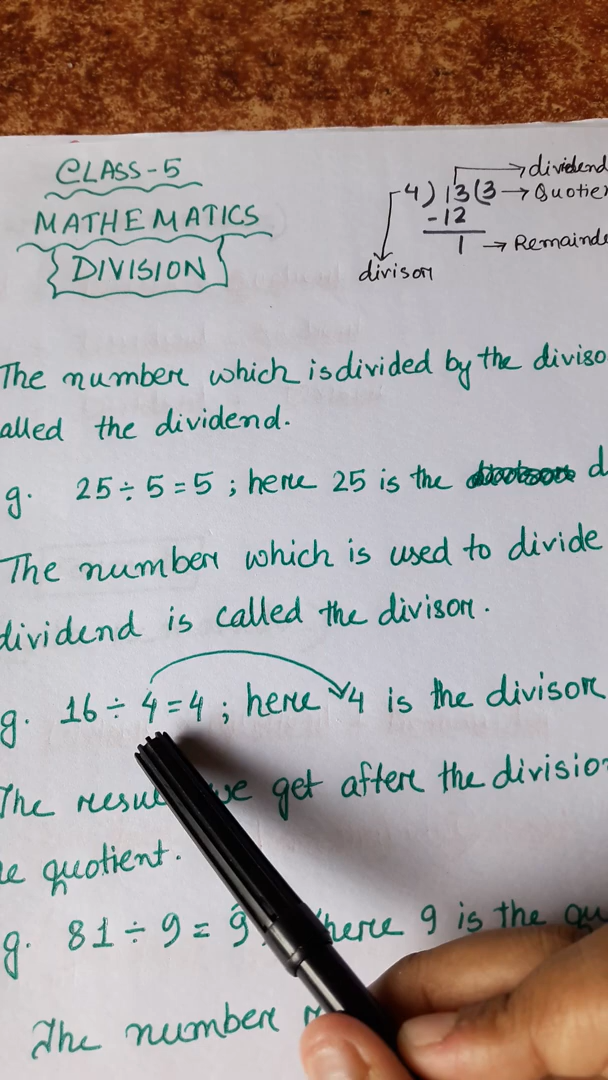 CLASS-5
MATHEMATICS
DIVISION
dividend
4) 13(3 → Quotie
-12
1 → Remainde
divisor
The number which is divided by the diviso
alled the dividend.
g. 25÷5=5 ; here 25 is the d
The number which is used to divide
dividend is called the divisor.
g. 16÷4=4 ; here 4 is the divisor
The resu we get after the division
e quotient.
g. 81÷9=9 here 9 is the qu
The number